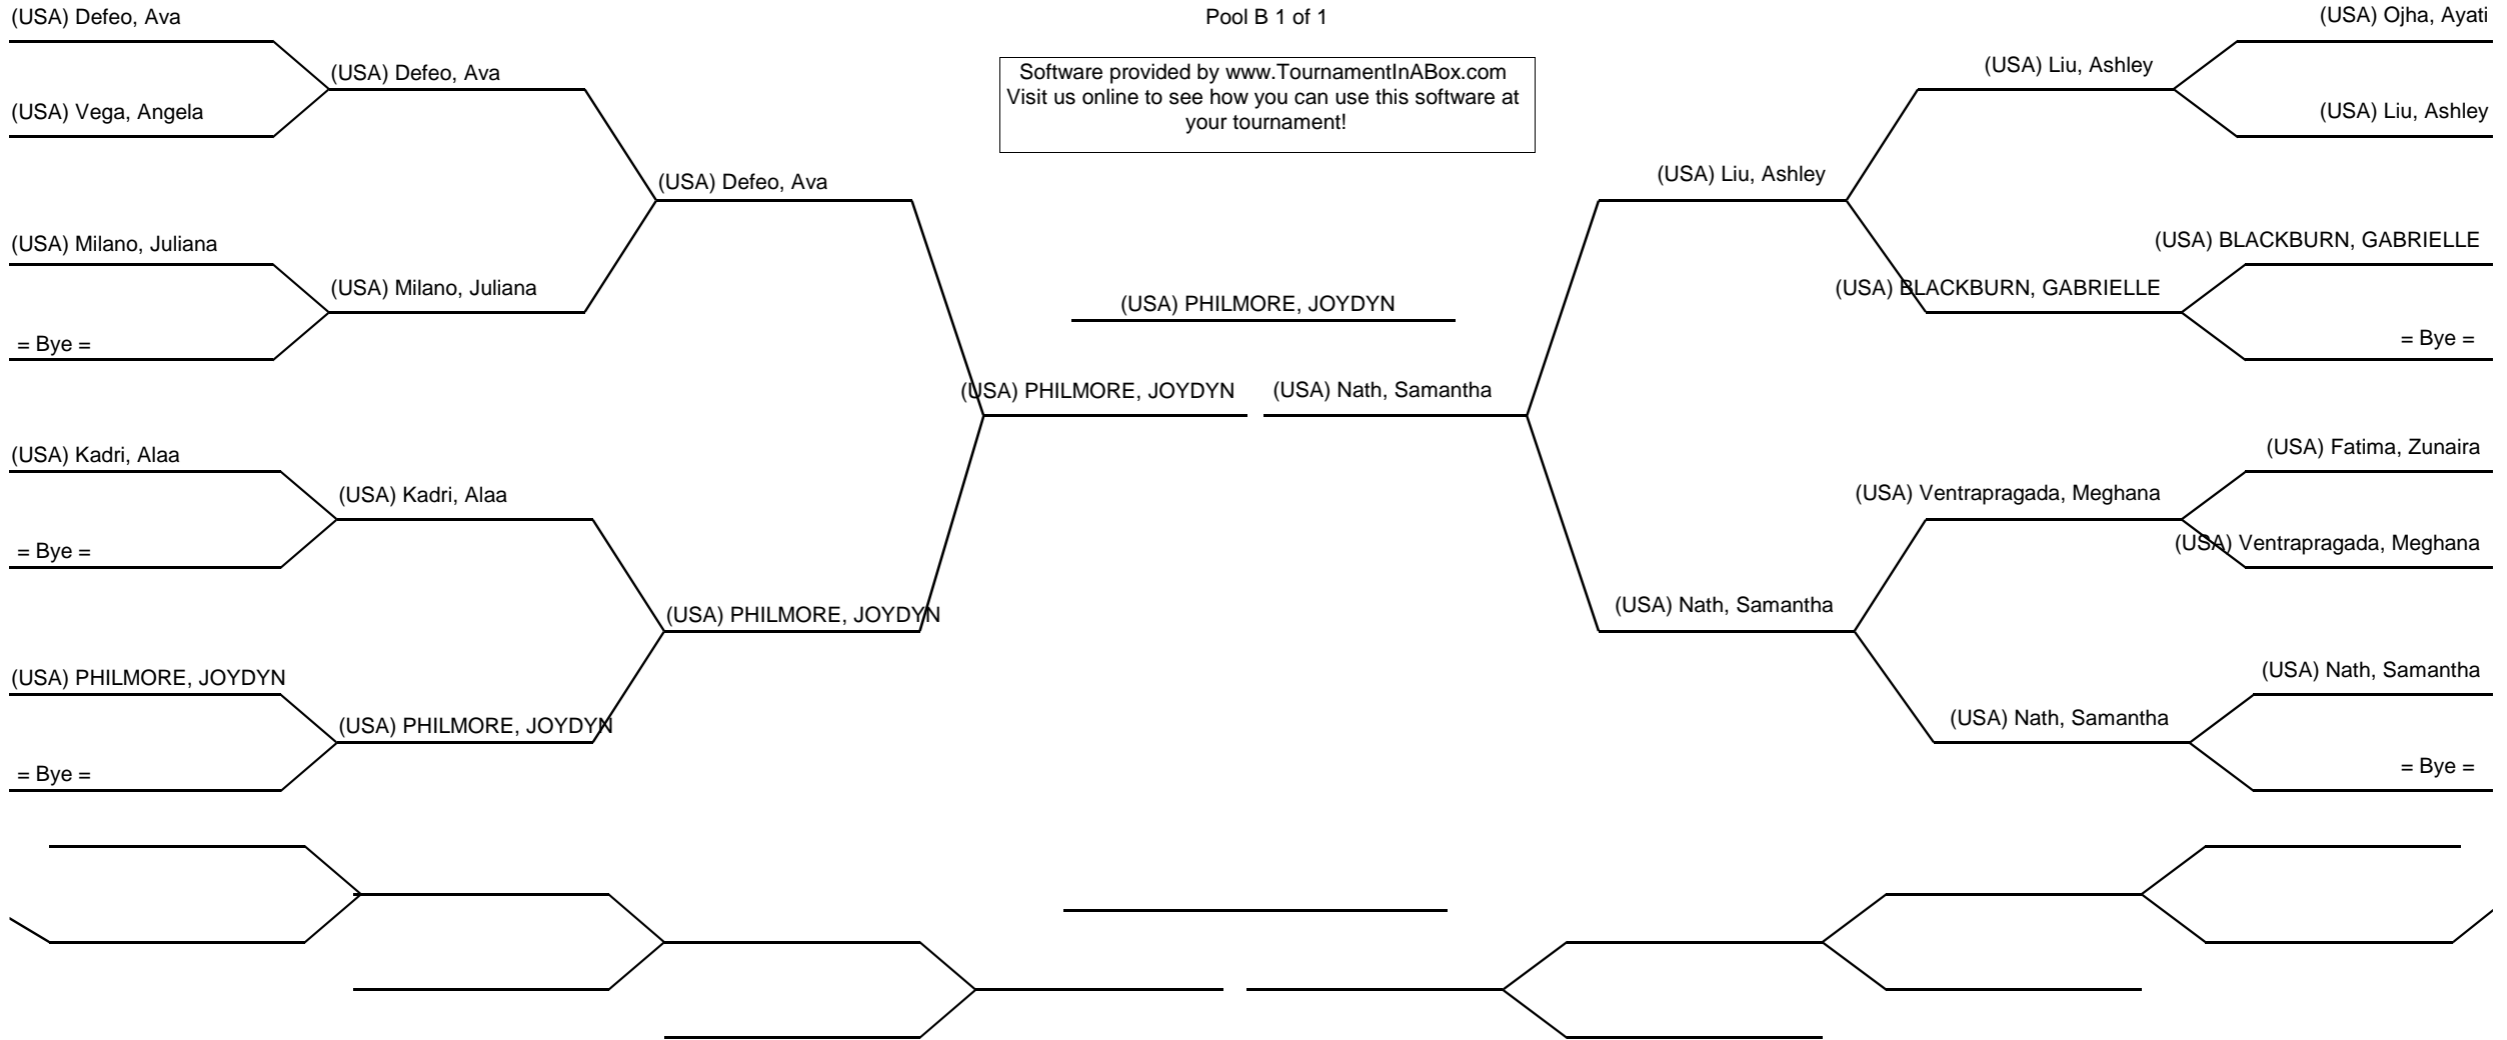 (USA) Defeo, Ava
(USA) Vega, Angela
(USA) Milano, Juliana
= Bye =
(USA) Kadri, Alaa
= Bye =
(USA) PHILMORE, JOYDYN
= Bye =
(USA) Defeo, Ava
(USA) Milano, Juliana
(USA) Kadri, Alaa
(USA) PHILMORE, JOYDYN
(USA) Defeo, Ava
(USA) PHILMORE, JOYDYN
Pool B 1 of 1
Software provided by www.TournamentInABox.com
Visit us online to see how you can use this software at
your tournament!
(USA) PHILMORE, JOYDYN
(USA) PHILMORE, JOYDYN
(USA) Nath, Samantha
(USA) Liu, Ashley
(USA) Nath, Samantha
(USA) Liu, Ashley
(USA) BLACKBURN, GABRIELLE
(USA) Ventrapragada, Meghana
(USA) Nath, Samantha
(USA) Ojha, Ayati
(USA) Liu, Ashley
(USA) BLACKBURN, GABRIELLE
= Bye =
(USA) Fatima, Zunaira
(USA) Ventrapragada, Meghana
(USA) Nath, Samantha
= Bye =